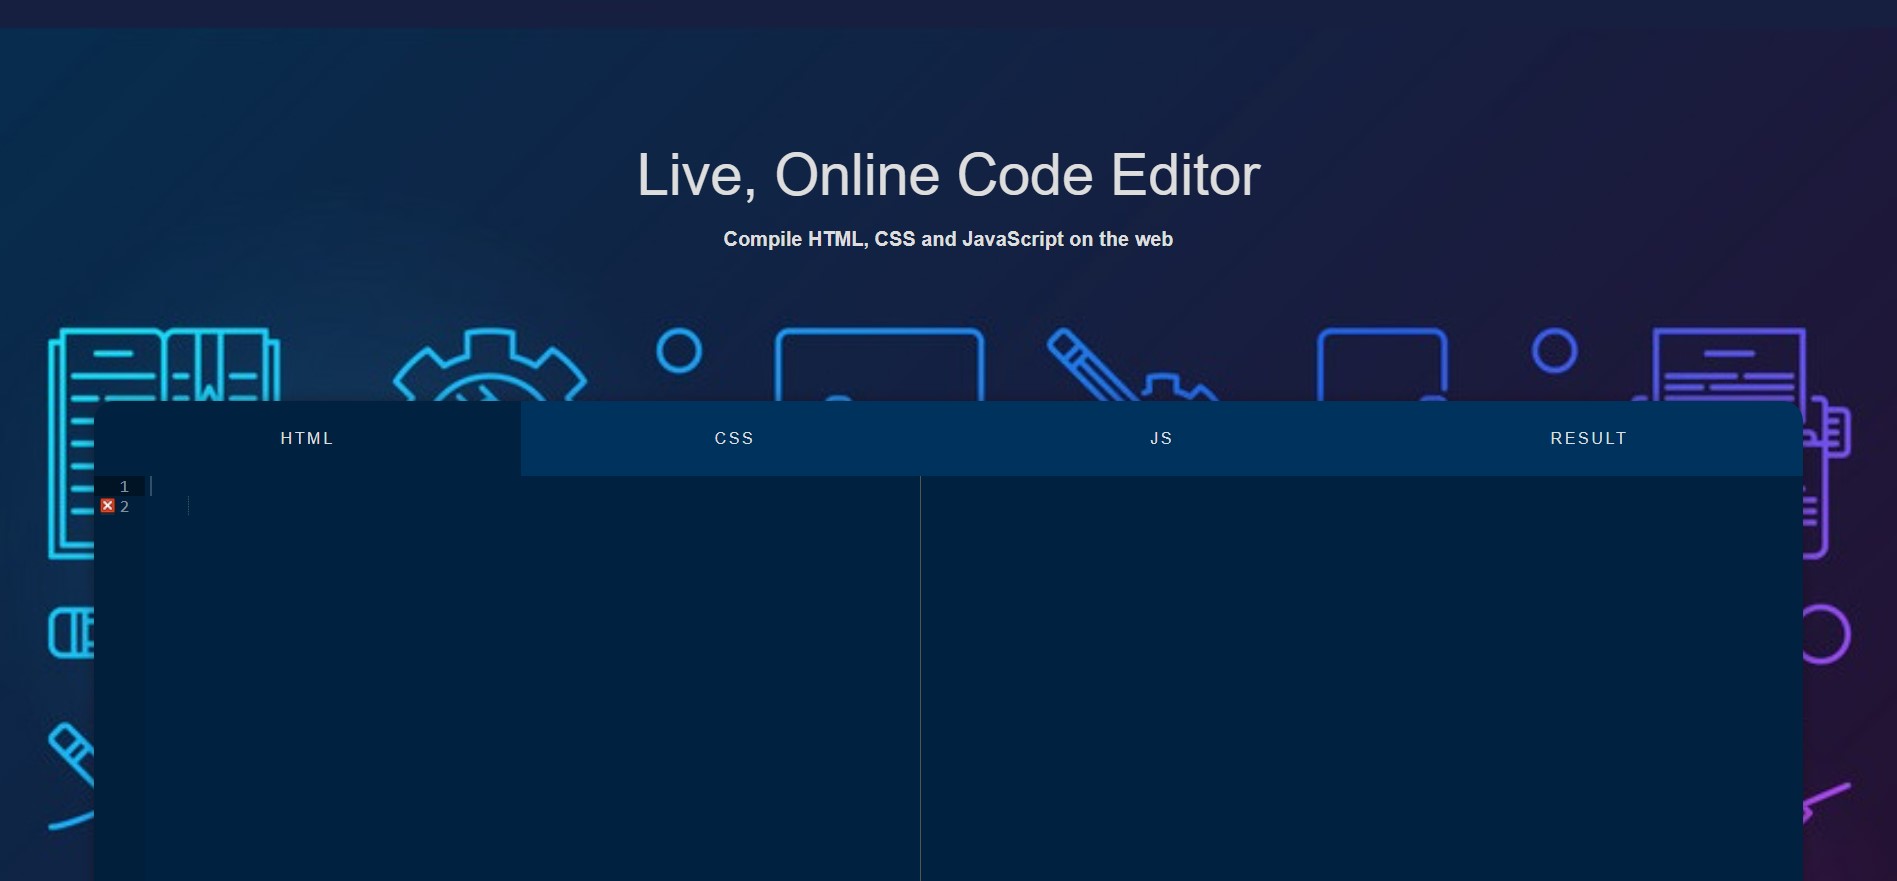 Live, Online Code Editor
Compile HTML, CSS and JavaScript on the web
HTML CSS JS RESULT
1
2